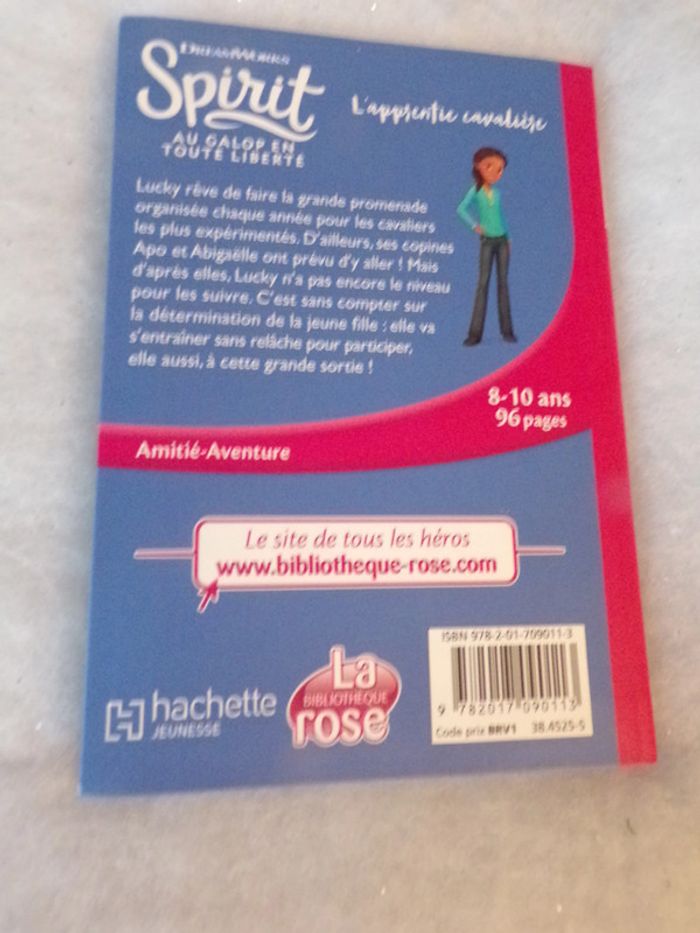 DREAMWORKS
Spirit
AU GALOP EN
TOUTE LIBERTÉ
L'apprentie cavalière
Lucky rêve de faire la grande promenade
organisée chaque année pour les cavaliers
les plus expérimentés. D'ailleurs, ses copines
Apo et Abigaëlle ont prévu d'y aller ! Mais
d'après elles, Lucky n'a pas encore le niveau
pour les suivre. C'est sans compter sur
la détermination de la jeune fille : elle va
s'entraîner sans relâche pour participer,
elle aussi, à cette grande sortie !
8-10 ans
96 pages
Amitié-Aventure
Le site de tous les héros
www.bibliotheque-rose.com
ISBN 978-2-01-709011-3
9 782017 090113
Code prix BRV1 38.4525-5
hachette
JEUNESSE
La
BIBLIOTHÈQUE
rose